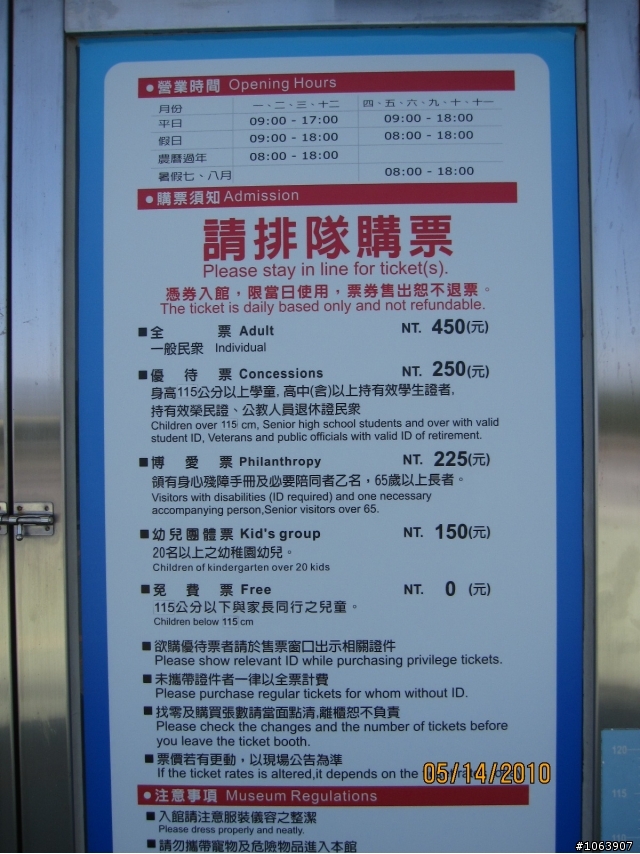 ●營業時間 Opening Hours
月份 一、二、三、十二 四、五、六、九、十、十一
平日 09:00 - 17:00 09:00 - 18:00
假日 09:00 - 18:00 08:00 - 18:00
農曆過年 08:00 - 18:00
暑假七、八月 08:00 - 18:00
●購票須知 Admission
請排隊購票
Please stay in line for ticket(s).
憑券入館，限當日使用，票券售出恕不退票。
The ticket is daily based only and not refundable.
■全 票 Adult NT. 450(元)
一般民眾 Individual
■優 待 票 Concessions NT. 250(元)
身高115公分以上學童, 高中(含)以上持有效學生證者,
持有效榮民證、公教人員退休證民眾
Children over 115 cm, Senior high school students and over with valid
student ID, Veterans and public officials with valid ID of retirement.
■博 愛 票 Philanthropy NT. 225(元)
領有身心殘障手冊及必要陪同者乙名，65歲以上長者。
Visitors with disabilities (ID required) and one necessary
accompanying person,Senior visitors over 65.
■幼兒團體票 Kid's group NT. 150(元)
20名以上之幼稚園幼兒。
Children of kindergarten over 20 kids
■免 費 票 Free NT. 0 (元)
115公分以下與家長同行之兒童。
Children below 115 cm
■欲購優待票者請於售票窗口出示相關證件
Please show relevant ID while purchasing privilege tickets.
■未攜帶證件者一律以全票計費
Please purchase regular tickets for whom without ID.
■找零及購買張數請當面點清,離櫃恕不負責
Please check the changes and the number of tickets before
you leave the ticket booth.
■票價若有更動，以現場公告為準
If the ticket rates is altered,it depends on the
05/14/2010
●注意事項 Museum Regulations
■入館請注意服裝儀容之整潔
Please dress properly and neatly.
■請勿攜帶寵物及危險物品進入本館
120
115
110
#1063907